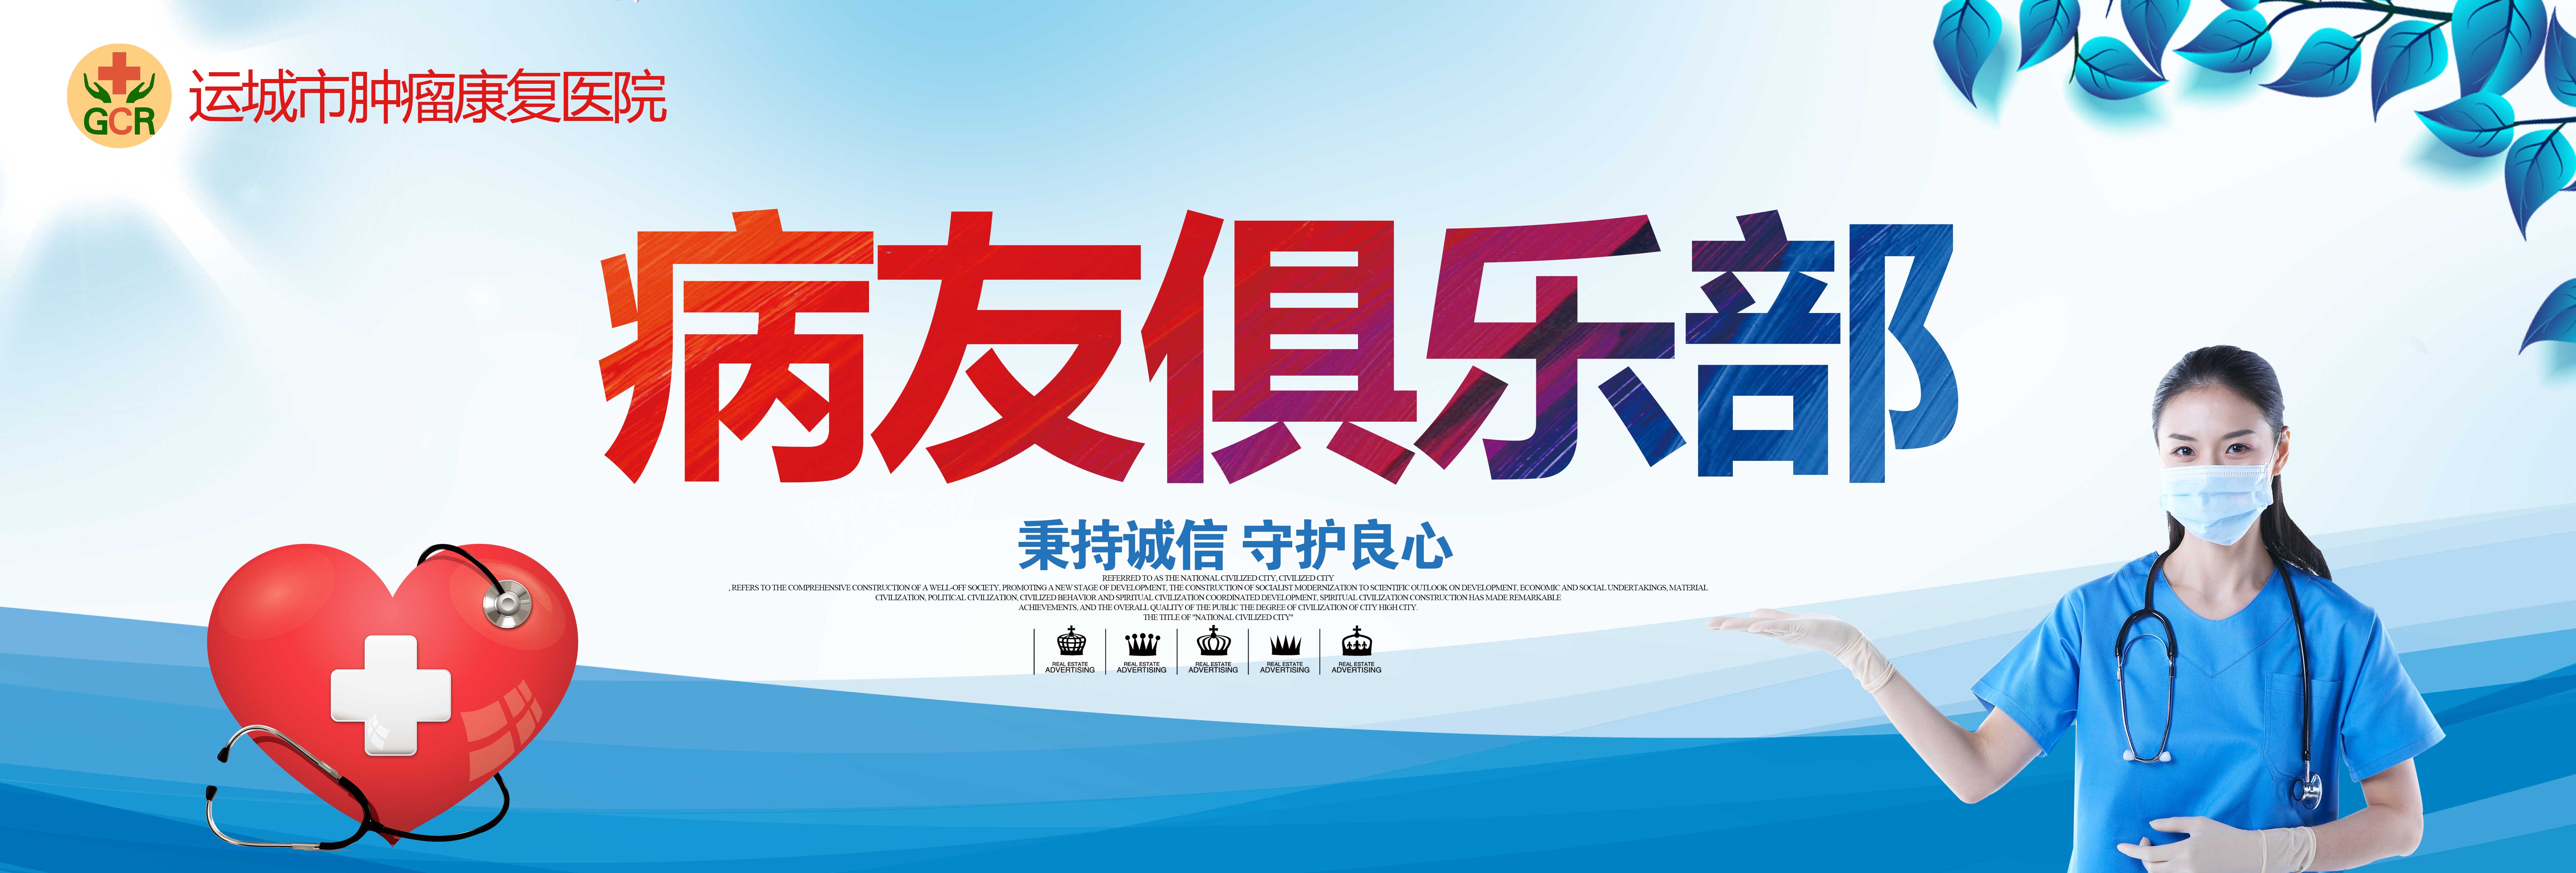 GCR
运城市肿瘤康复医院
病友俱乐部
秉持诚信 守护良心
REFERRED TO AS THE NATIONAL CIVILIZED CITY, CIVILIZED CITY
, REFERS TO THE COMPREHENSIVE CONSTRUCTION OF A WELL-OFF SOCIETY, PROMOTING A NEW STAGE OF DEVELOPMENT, THE CONSTRUCTION OF SOCIALIST MODERNIZATION TO SCIENTIFIC OUTLOOK ON DEVELOPMENT, ECONOMIC AND SOCIAL UNDERTAKINGS, MATERIAL
CIVILIZATION, POLITICAL CIVILIZATION, CIVILIZED BEHAVIOR AND SPIRITUAL CIVILIZATION COORDINATED DEVELOPMENT, SPIRITUAL CIVILIZATION CONSTRUCTION HAS MADE REMARKABLE
ACHIEVEMENTS, AND THE OVERALL QUALITY OF THE PUBLIC THE DEGREE OF CIVILIZATION OF CITY HIGH CITY.
THE TITLE OF "NATIONAL CIVILIZED CITY"
REAL ESTATE
ADVERTISING
REAL ESTATE
ADVERTISING
REAL ESTATE
ADVERTISING
REAL ESTATE
ADVERTISING
REAL ESTATE
ADVERTISING